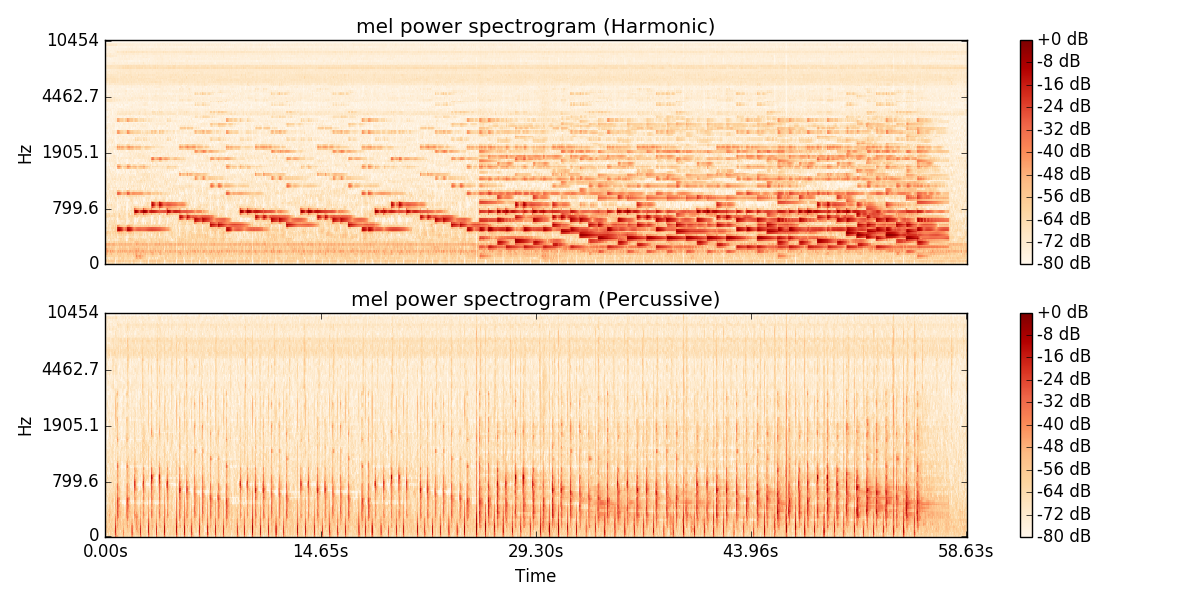 mel power spectrogram (Harmonic)
10454
4462.7
1905.1
799.6
0
Hz
+0 dB
-8 dB
-16 dB
-24 dB
-32 dB
-40 dB
-48 dB
-56 dB
-64 dB
-72 dB
-80 dB
mel power spectrogram (Percussive)
10454
4462.7
1905.1
799.6
0
Hz
0.00s
14.65s
29.30s
43.96s
58.63s
Time
+0 dB
-8 dB
-16 dB
-24 dB
-32 dB
-40 dB
-48 dB
-56 dB
-64 dB
-72 dB
-80 dB